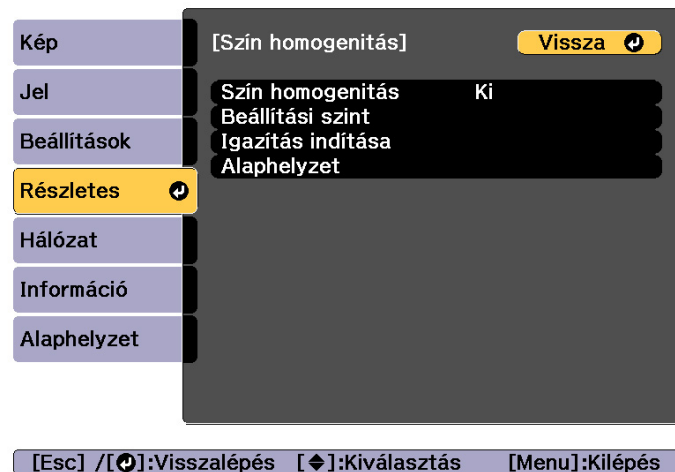 Kép
Jel
Beállítások
Részletes
Hálózat
Információ
Alaphelyzet
[Szín homogenitás] Vissza
Szín homogenitás Ki
Beállítási szint
Igazítás indítása
Alaphelyzet
[Esc] /[⏎]:Visszalépés [◆]:Kiválasztás [Menu]:Kilépés